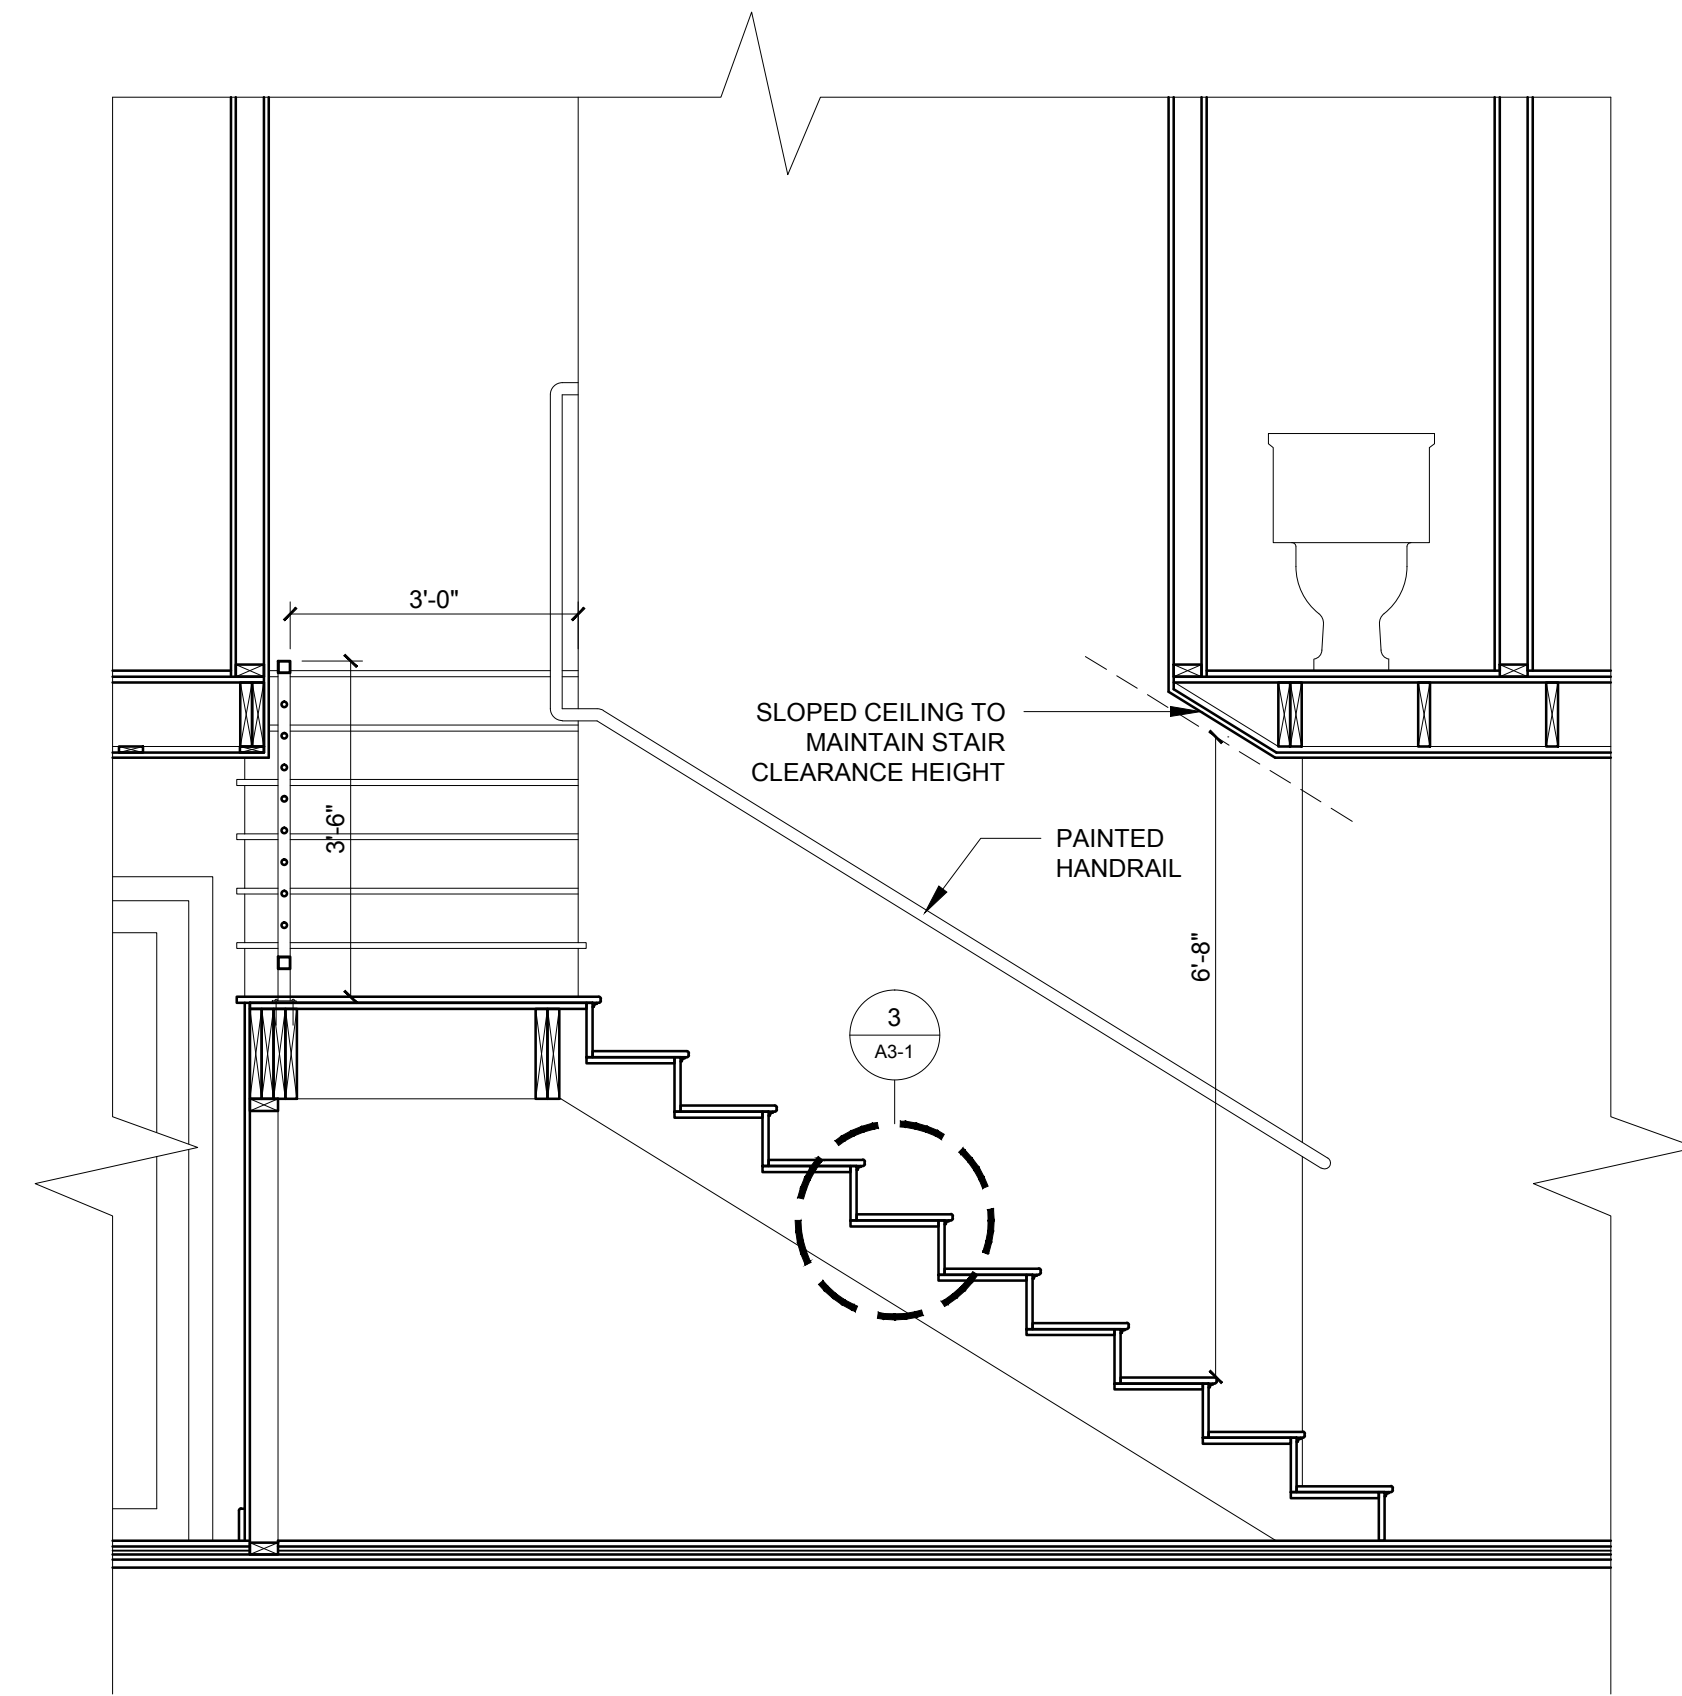 3'-0"
SLOPED CEILING TO
MAINTAIN STAIR
CLEARANCE HEIGHT
3'-6"
PAINTED
HANDRAIL
6'-8"
3
A3-1